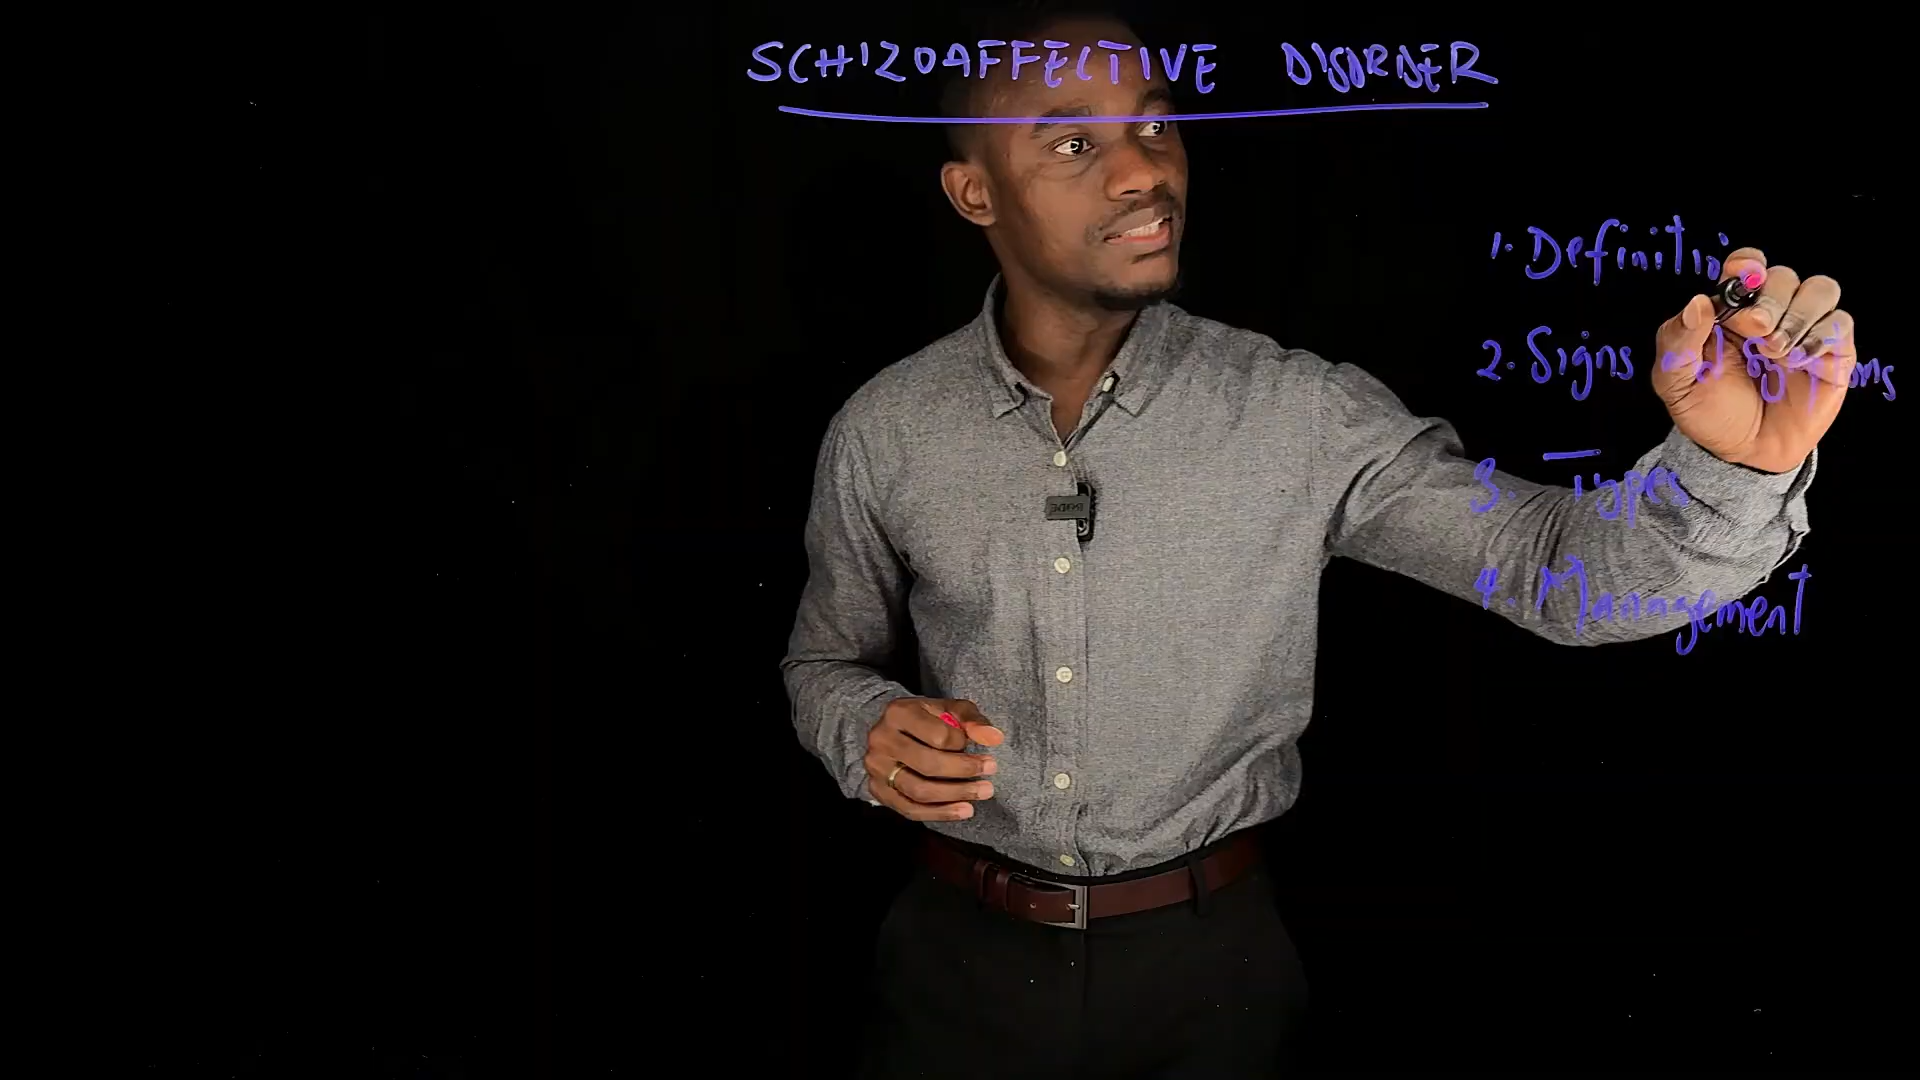 SCHIZOAFFECTIVE DISORDER
1. Definition
2. Signs and Symptoms
3. Types
4. Management